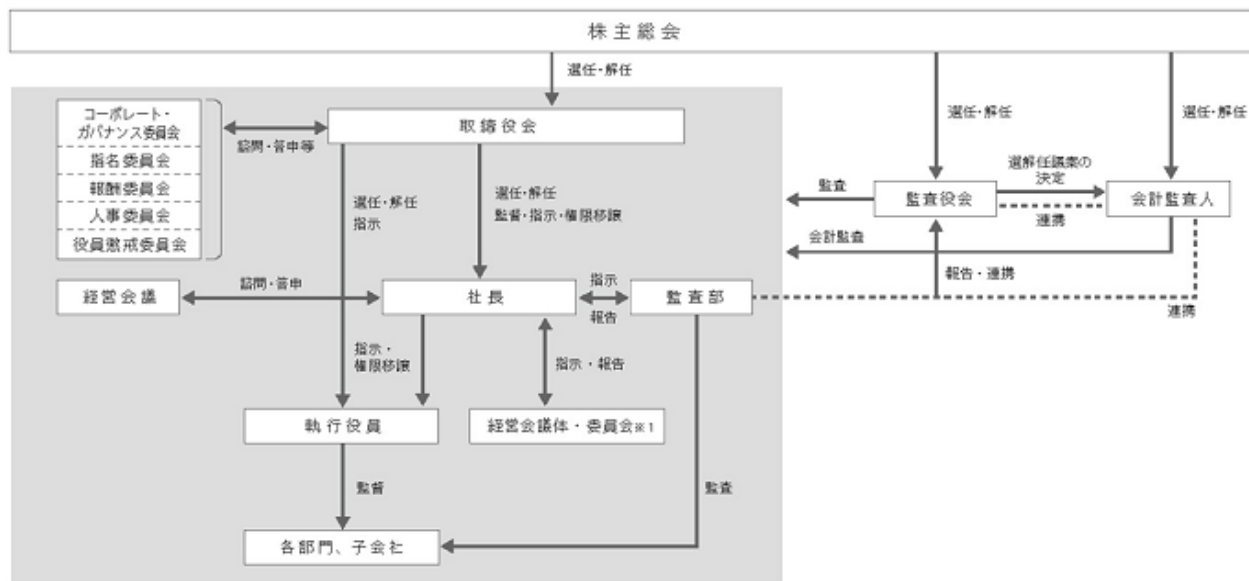 株主総会
選任・解任
選任・解任
選任・解任
コーポレート・
ガバナンス委員会
指名委員会
報酬委員会
人事委員会
役員懲戒委員会
諮問・答申等
取締役会
選任・解任
指示
選任・解任
監督・指示・権限移譲
監査
監査役会
選解任議案の
決定
連携
会計監査人
会計監査
報告・連携
連携
経営会議
諮問・答申
社長
指示
報告
監査部
指示・
権限移譲
指示・報告
執行役員
経営会議体・委員会※1
監督
監査
各部門、子会社